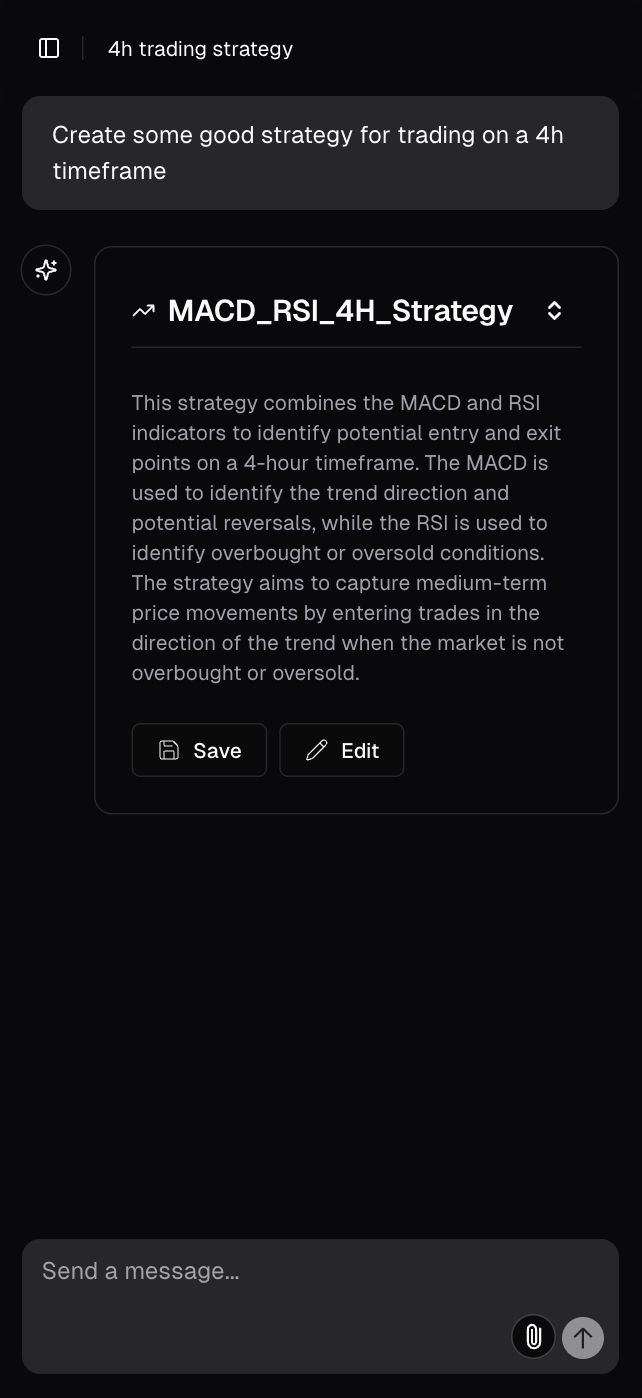 4h trading strategy
Create some good strategy for trading on a 4h
timeframe
MACD_RSI_4H_Strategy
This strategy combines the MACD and RSI
indicators to identify potential entry and exit
points on a 4-hour timeframe. The MACD is
used to identify the trend direction and
potential reversals, while the RSI is used to
identify overbought or oversold conditions.
The strategy aims to capture medium-term
price movements by entering trades in the
direction of the trend when the market is not
overbought or oversold.
Save
Edit
Send a message...